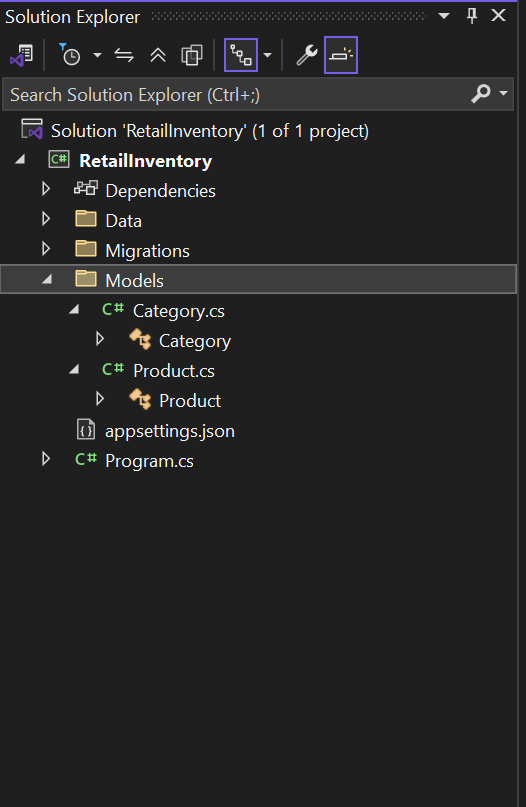 Solution Explorer
Search Solution Explorer (Ctrl+;)
Solution 'RetailInventory' (1 of 1 project)
C# RetailInventory
Dependencies
Data
Migrations
Models
C# Category.cs
Category
C# Product.cs
Product
appsettings.json
C# Program.cs